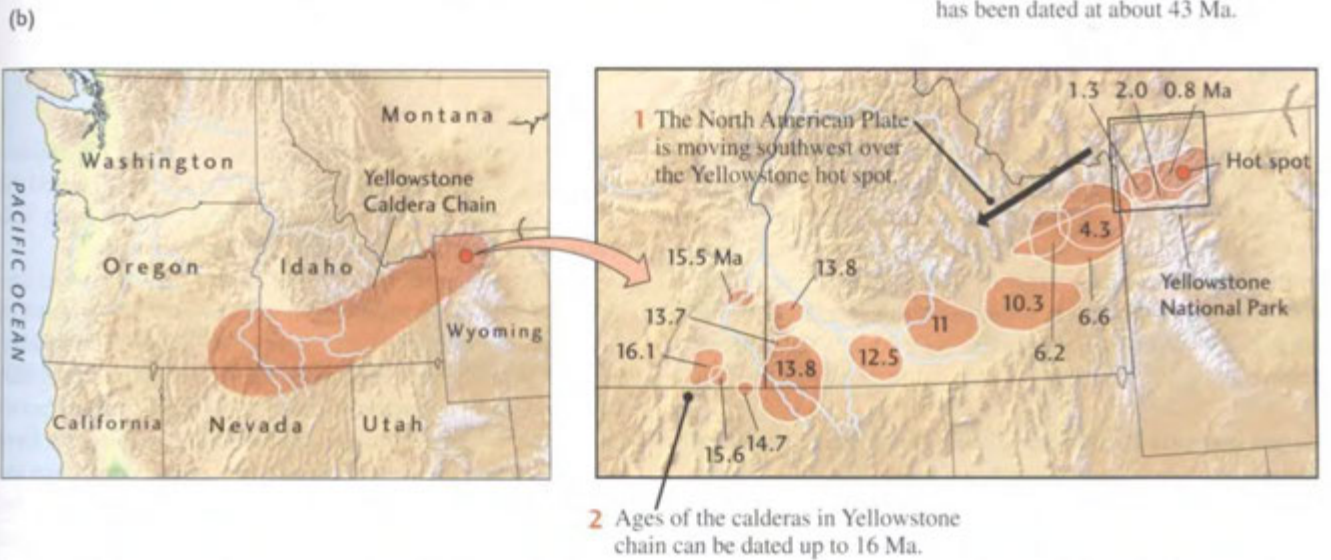 (b)
has been dated at about 43 Ma.
PACIFIC OCEAN
Washington
Montana
Yellowstone
Caldera Chain
Oregon
Idaho
Wyoming
California
Nevada
Utah
1 The North American Plate
is moving southwest over
the Yellowstone hot spot.
1.3 2.0 0.8 Ma
Hot spot
4.3
15.5 Ma
13.8
Yellowstone
National Park
10.3
6.6
13.7
11
6.2
16.1
12.5
13.8
15.6
14.7
2 Ages of the calderas in Yellowstone
chain can be dated up to 16 Ma.